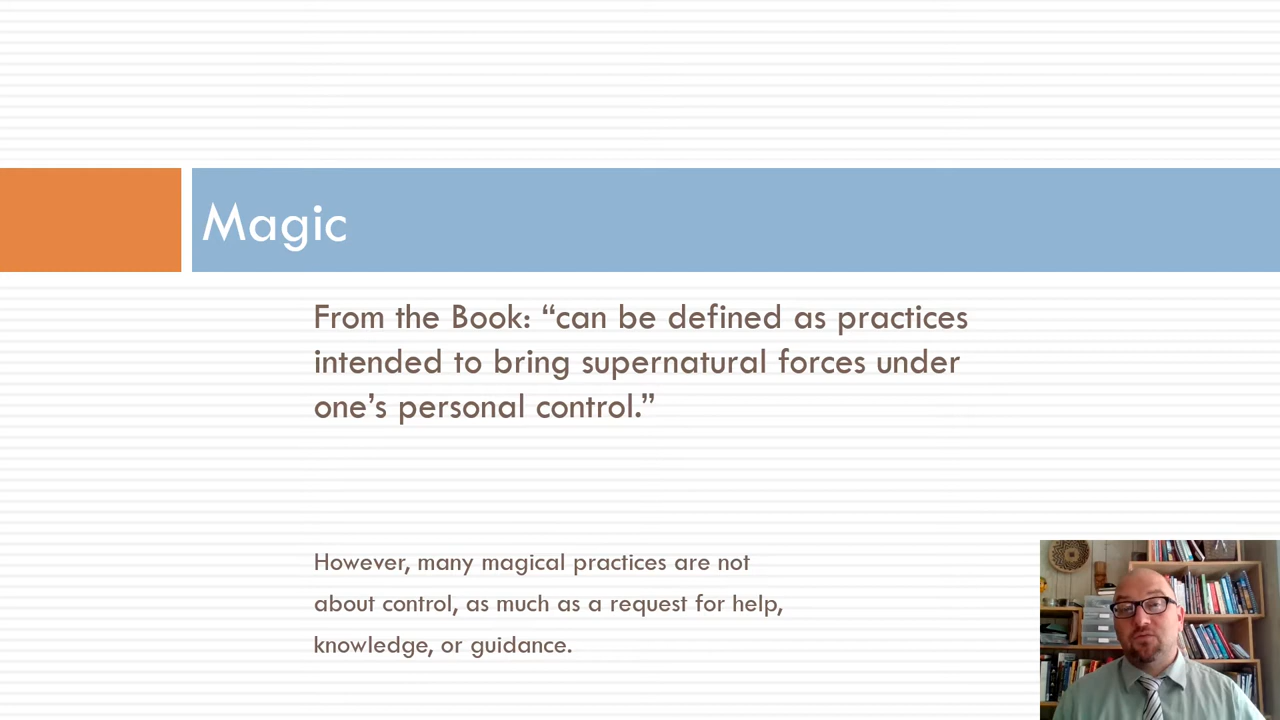 Magic
From the Book: “can be defined as practices
intended to bring supernatural forces under
one’s personal control.”
However, many magical practices are not
about control, as much as a request for help,
knowledge, or guidance.